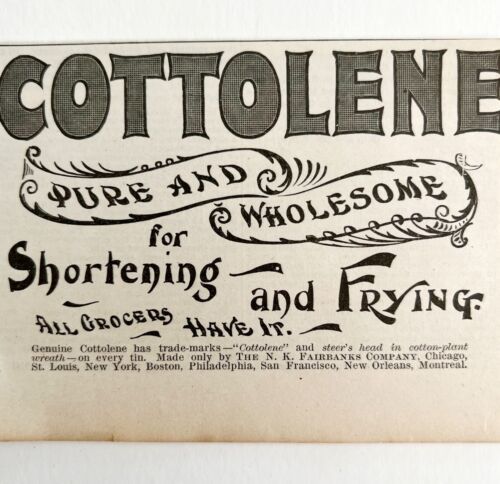 COTTOLENE
PURE AND
WHOLESOME
for
Shortening
and Frying.
All Grocers Have It.
Genuine Cottolene has trade-marks—"Cottolene" and steer's head in cotton-plant
wreath—on every tin. Made only by THE N. K. FAIRBANKS COMPANY, Chicago,
St. Louis, New York, Boston, Philadelphia, San Francisco, New Orleans, Montreal.